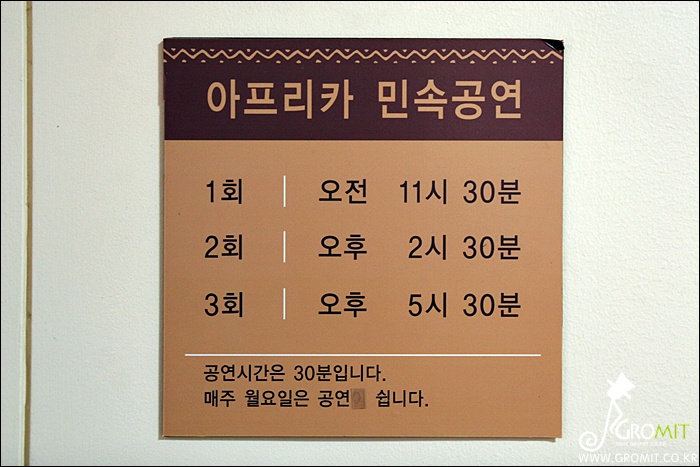 아프리카 민속공연
1회 | 오전 11시 30분
2회 | 오후 2시 30분
3회 | 오후 5시 30분
공연시간은 30분입니다.
매주 월요일은 공연 쉽니다.
GROMIT
WWW.GROMIT.CO.KR